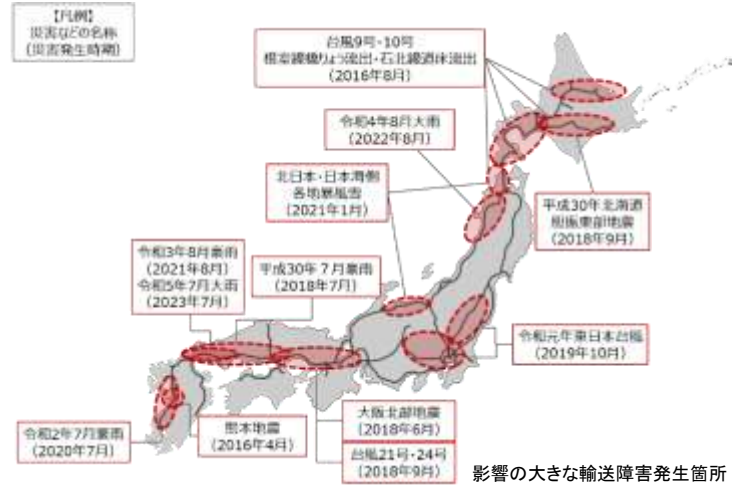 【凡例】
災害などの名称
(災害発生時期)
台風9号・10号
根室線橋りょう流出・石北線道床流出
(2016年8月)
令和4年8月大雨
(2022年8月)
北日本・日本海側
各地暴風雪
(2021年1月)
平成30年北海道
胆振東部地震
(2018年9月)
令和3年8月豪雨
(2021年8月)
令和5年7月大雨
(2023年7月)
平成30年7月豪雨
(2018年7月)
令和元年東日本台風
(2019年10月)
令和2年7月豪雨
(2020年7月)
熊本地震
(2016年4月)
大阪北部地震
(2018年6月)
台風21号・24号
(2018年9月)
影響の大きな輸送障害発生箇所